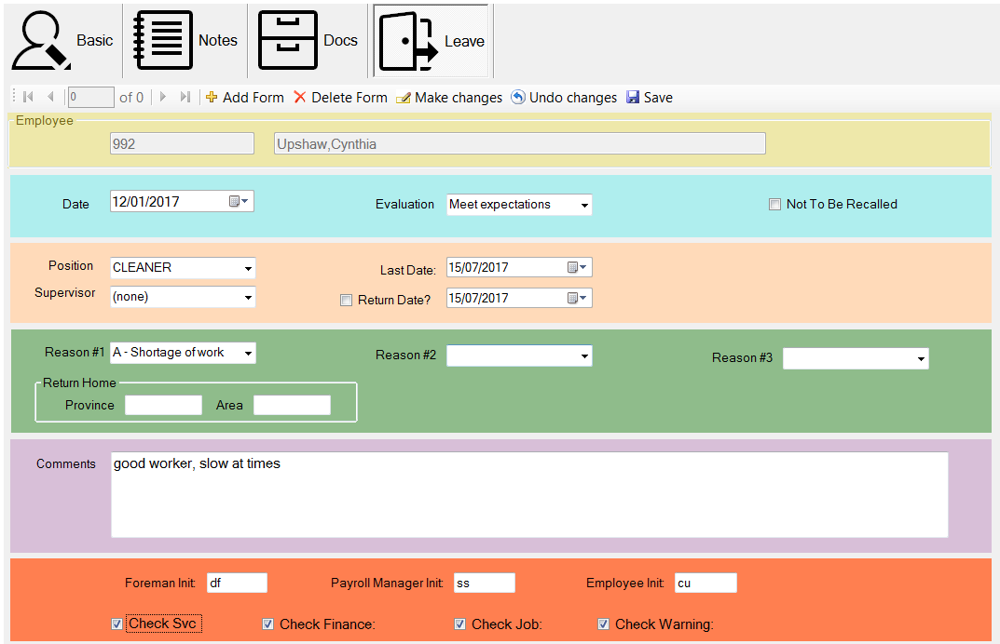 Basic Notes Docs Leave
0 of 0 Add Form Delete Form Make changes Undo changes Save
Employee
992 Upshaw,Cynthia
Date 12/01/2017 Evaluation Meet expectations Not To Be Recalled
Position CLEANER Last Date: 15/07/2017
Supervisor (none) Return Date? 15/07/2017
Reason #1 A - Shortage of work Reason #2 Reason #3
Return Home
Province Area
Comments good worker, slow at times
Foreman Init: df Payroll Manager Init: ss Employee Init: cu
Check Svc Check Finance: Check Job: Check Warning: